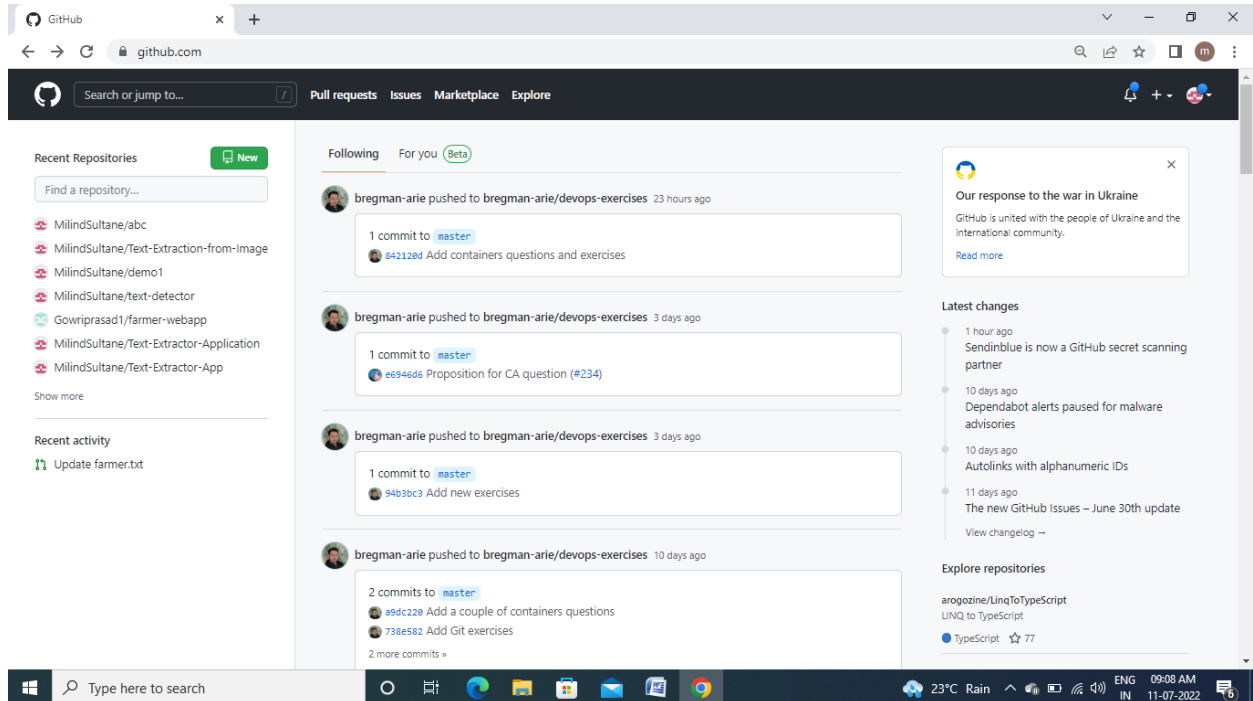 GitHub
github.com
m
Search or jump to...
/
Pull requests Issues Marketplace Explore
Recent Repositories
New
Find a repository...
MilindSultane/abc
MilindSultane/Text-Extraction-from-Image
MilindSultane/demo1
MilindSultane/text-detector
Gowriprasad1/farmer-webapp
MilindSultane/Text-Extractor-Application
MilindSultane/Text-Extractor-App
Show more
Recent activity
Update farmer.txt
Following For you Beta
bregman-arie pushed to bregman-arie/devops-exercises 23 hours ago
1 commit to master
842120d Add containers questions and exercises
bregman-arie pushed to bregman-arie/devops-exercises 3 days ago
1 commit to master
e6946d6 Proposition for CA question (#234)
bregman-arie pushed to bregman-arie/devops-exercises 3 days ago
1 commit to master
94b3bc3 Add new exercises
bregman-arie pushed to bregman-arie/devops-exercises 10 days ago
2 commits to master
a9dc220 Add a couple of containers questions
738e582 Add Git exercises
2 more commits »
Our response to the war in Ukraine
GitHub is united with the people of Ukraine and the
international community.
Read more
Latest changes
1 hour ago
Sendinblue is now a GitHub secret scanning
partner
10 days ago
Dependabot alerts paused for malware
advisories
10 days ago
Autolinks with alphanumeric IDs
11 days ago
The new GitHub Issues – June 30th update
View changelog →
Explore repositories
arogozine/LinqToTypeScript
LINQ to TypeScript
TypeScript 77
Type here to search
23°C Rain
ENG
IN
09:08 AM
11-07-2022
6